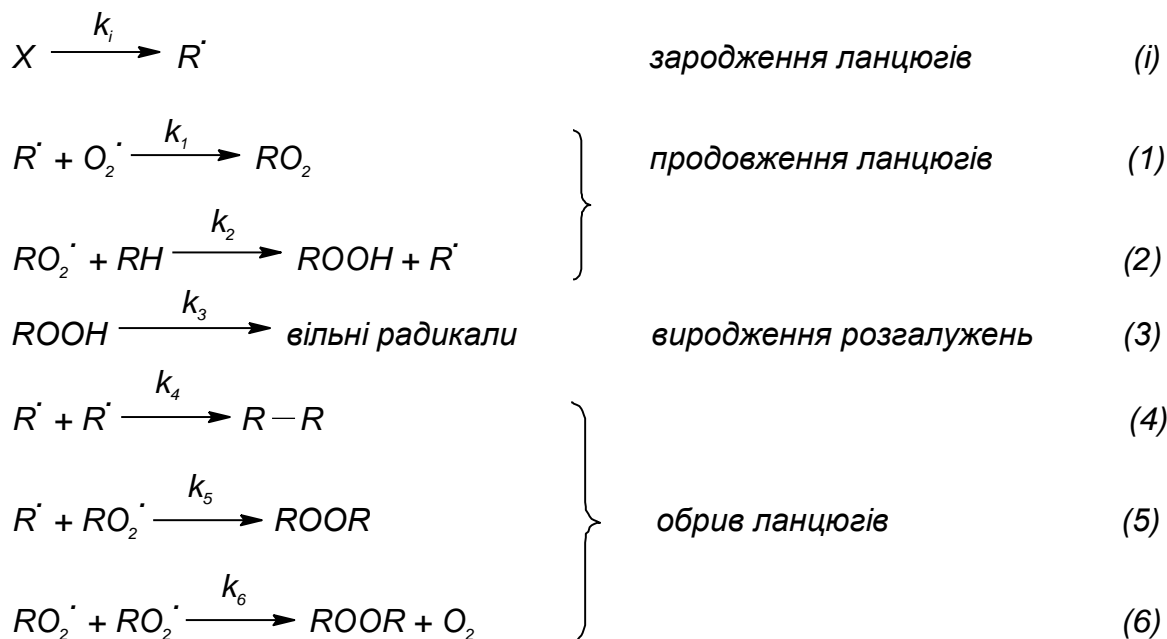 X kᵢ → R˙ зародження ланцюгів (i)
R˙ + O₂˙ k₁ → RO₂ продовження ланцюгів (1)
RO₂˙ + RH k₂ → ROOH + R˙ (2)
ROOH k₃ → вільні радикали виродження розгалужень (3)
R˙ + R˙ k₄ → R — R (4)
R˙ + RO₂˙ k₅ → ROOR обрив ланцюгів (5)
RO₂˙ + RO₂˙ k₆ → ROOR + O₂ (6)